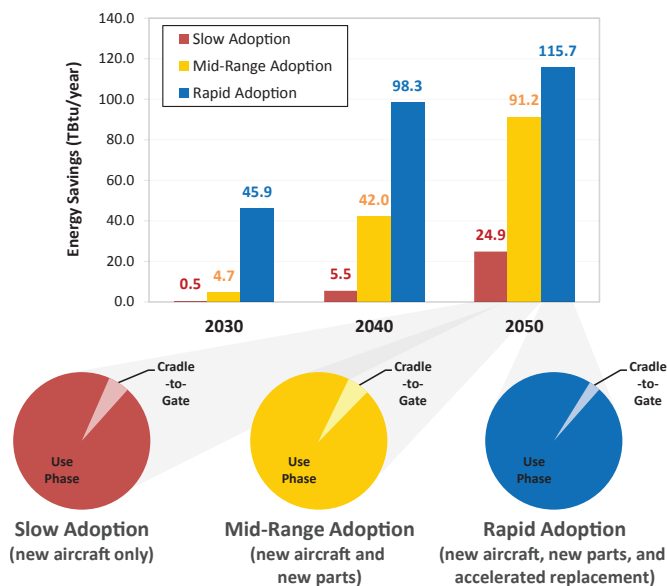 140.0
120.0
100.0
80.0
60.0
40.0
20.0
0.0
Energy Savings (TBtu/year)
Slow Adoption
Mid-Range Adoption
Rapid Adoption
0.5
4.7
45.9
5.5
42.0
98.3
24.9
91.2
115.7
2030
2040
2050
Cradle
-to-
Gate
Use
Phase
Cradle
-to-
Gate
Use
Phase
Cradle
-to-
Gate
Use
Phase
Slow Adoption
(new aircraft only)
Mid-Range Adoption
(new aircraft and
new parts)
Rapid Adoption
(new aircraft, new parts, and
accelerated replacement)